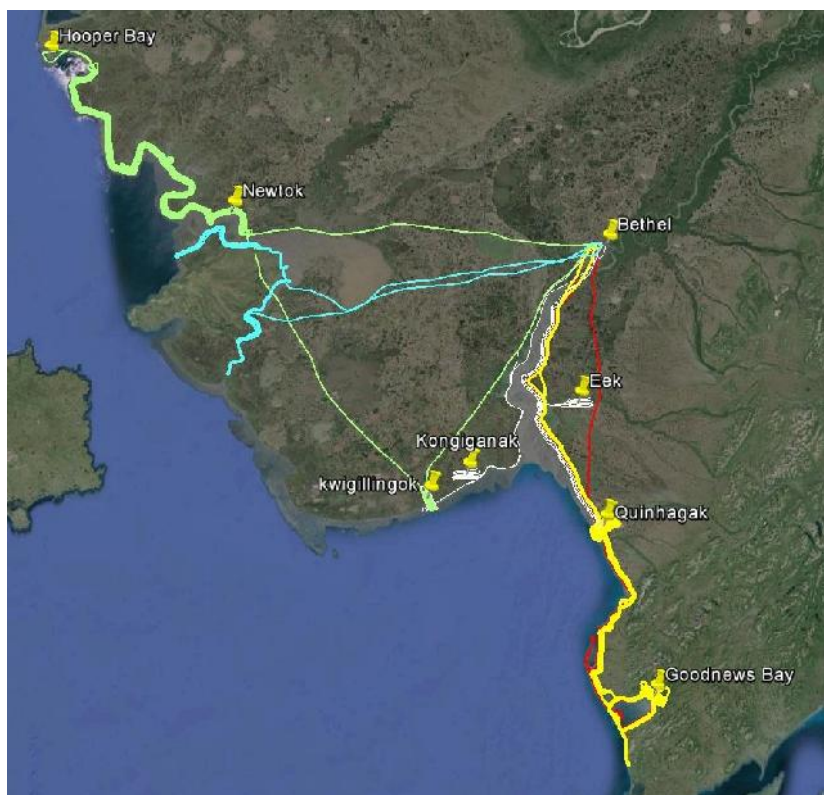 Hooper Bay
Newtok
Bethel
Eek
Kongiganak
kwigillingok
Quinhagak
Goodnews Bay